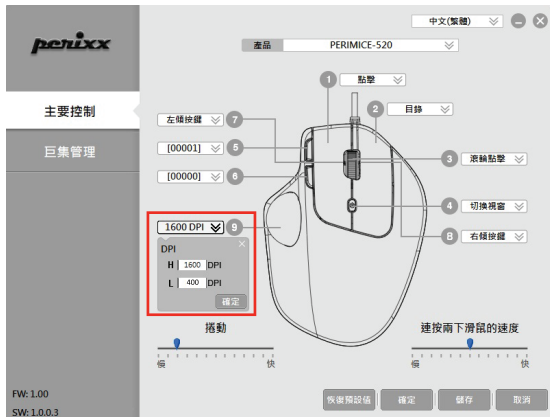 perixx
中文(繁體)
產品 PERIMICE-520
主要控制
巨集管理
1 點擊
2 目錄
左傾按鍵 7
[00001] 5
[00000] 6
3 滾輪點擊
4 切換視窗
8 右傾按鍵
1600 DPI 9
DPI
H 1600 DPI
L 400 DPI
確定
捲動
慢 快
連按兩下滑鼠的速度
慢 快
恢復預設值 確定 儲存 取消
FW: 1.00
SW: 1.0.0.3